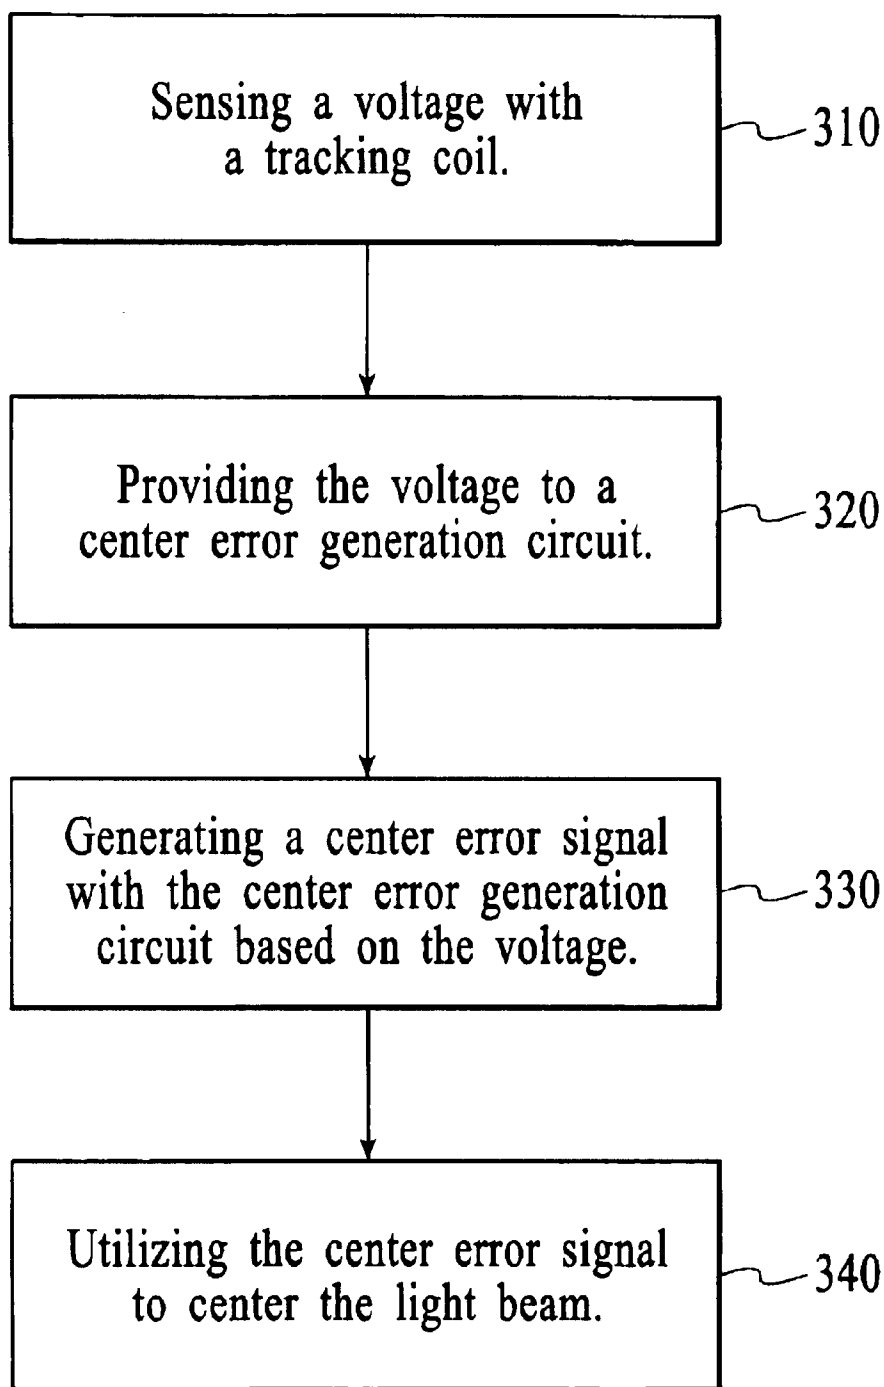 Sensing a voltage with
a tracking coil.
310
Providing the voltage to a
center error generation circuit.
320
Generating a center error signal
with the center error generation
circuit based on the voltage.
330
Utilizing the center error signal
to center the light beam.
340